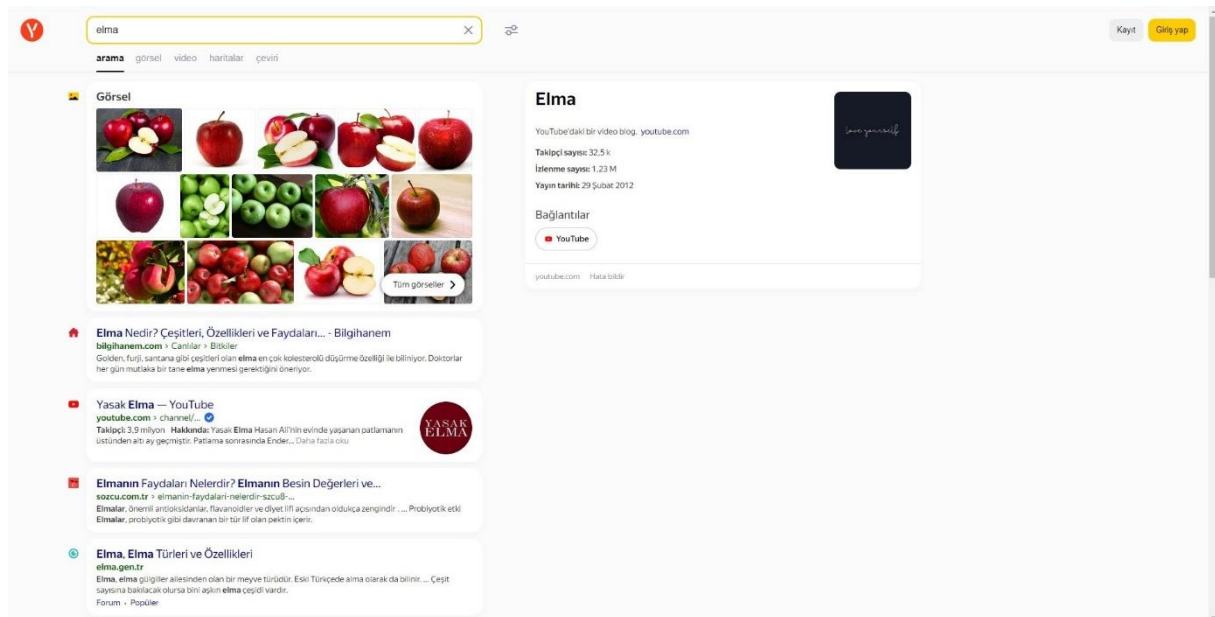 Y
elma
Kayıt
Giriş yap
arama görsel video haritalar çeviri
Görsel
Tüm görseller
Elma Nedir? Çeşitleri, Özellikleri ve Faydaları... - Bilgihanem
bilgihanem.com › Canlılar › Bitkiler
Golden, furji, santana gibi çeşitleri olan elma en çok kolesterolü düşürme özelliği ile biliniyor. Doktorlar
her gün mutlaka bir tane elma yenmesi gerektiğini öneriyor.
Yasak Elma — YouTube
youtube.com › channel/...
Takipçi: 3,9 milyon Hakkında: Yasak Elma Hasan Ali'nin evinde yaşanan patlamanın
üstünden altı ay geçmiştir. Patlama sonrasında Ender... Daha fazla oku
YASAK
ELMA
Elmanın Faydaları Nelerdir? Elmanın Besin Değerleri ve...
sozcu.com.tr › elmanin-faydalari-nelerdir-szcu8-...
Elmalar, önemli antioksidanlar, flavanoidler ve diyet lifi açısından oldukça zengindir . ... Probiyotik etki
Elmalar, probiyotik gibi davranan bir tür lif olan pektin içerir.
Elma, Elma Türleri ve Özellikleri
elma.gen.tr
Elma, elma gülgiller ailesinden olan bir meyve türüdür. Eski Türkçede alma olarak da bilinir. ... Çeşit
sayısına bakılacak olursa bini aşkın elma çeşidi vardır.
Forum • Popüler
Elma
YouTube'daki bir video blog. youtube.com
Takipçi sayısı: 32,5 k
İzlenme sayısı: 1,23 M
Yayın tarihi: 29 Şubat 2012
love yourself
Bağlantılar
YouTube
youtube.com Hata bildir